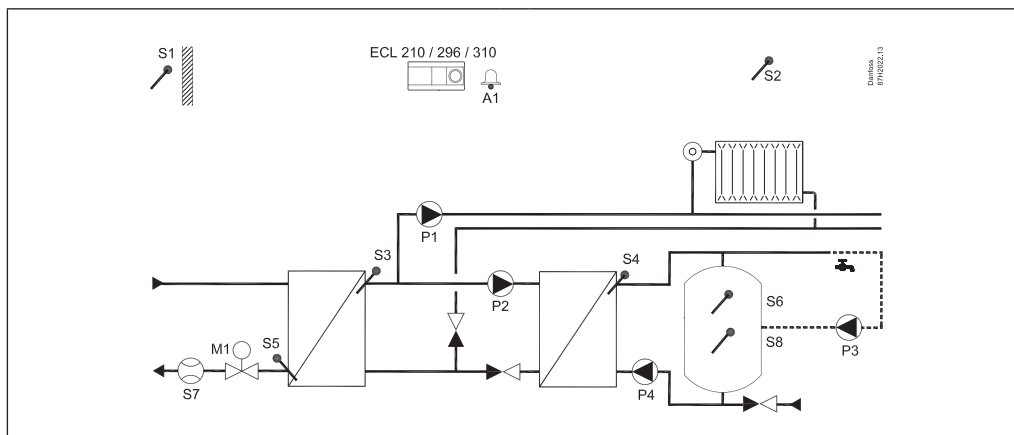 S1
ECL 210 / 296 / 310
A1
S2
Danfoss
87H2022.13
P1
S3
S4
P2
S6
S8
P3
M1
S5
S7
P4